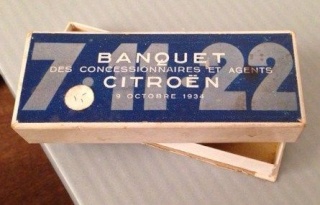 7·11·22
BANQUET
DES CONCESSIONNAIRES ET AGENTS
CITROËN
9 OCTOBRE 1934